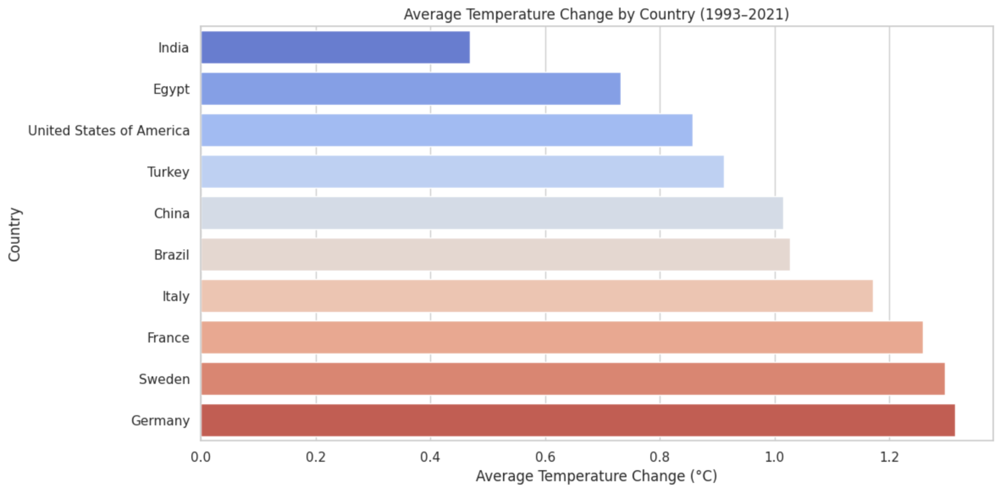 Average Temperature Change by Country (1993–2021)
India
Egypt
United States of America
Turkey
China
Brazil
Italy
France
Sweden
Germany
Country
0.0 0.2 0.4 0.6 0.8 1.0 1.2
Average Temperature Change (°C)